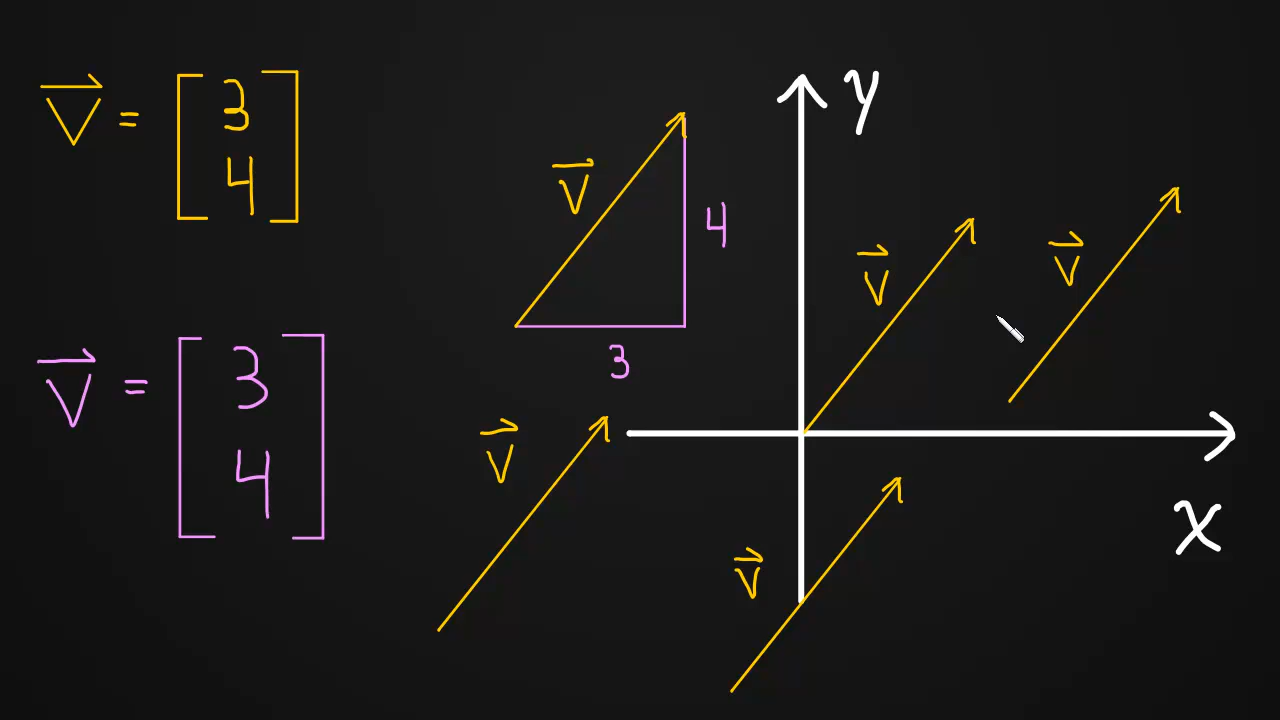 V⃗ = [ 3
4 ]
V⃗ = [ 3
4 ]
V⃗
4
3
V⃗
y
V⃗
V⃗
V⃗
x